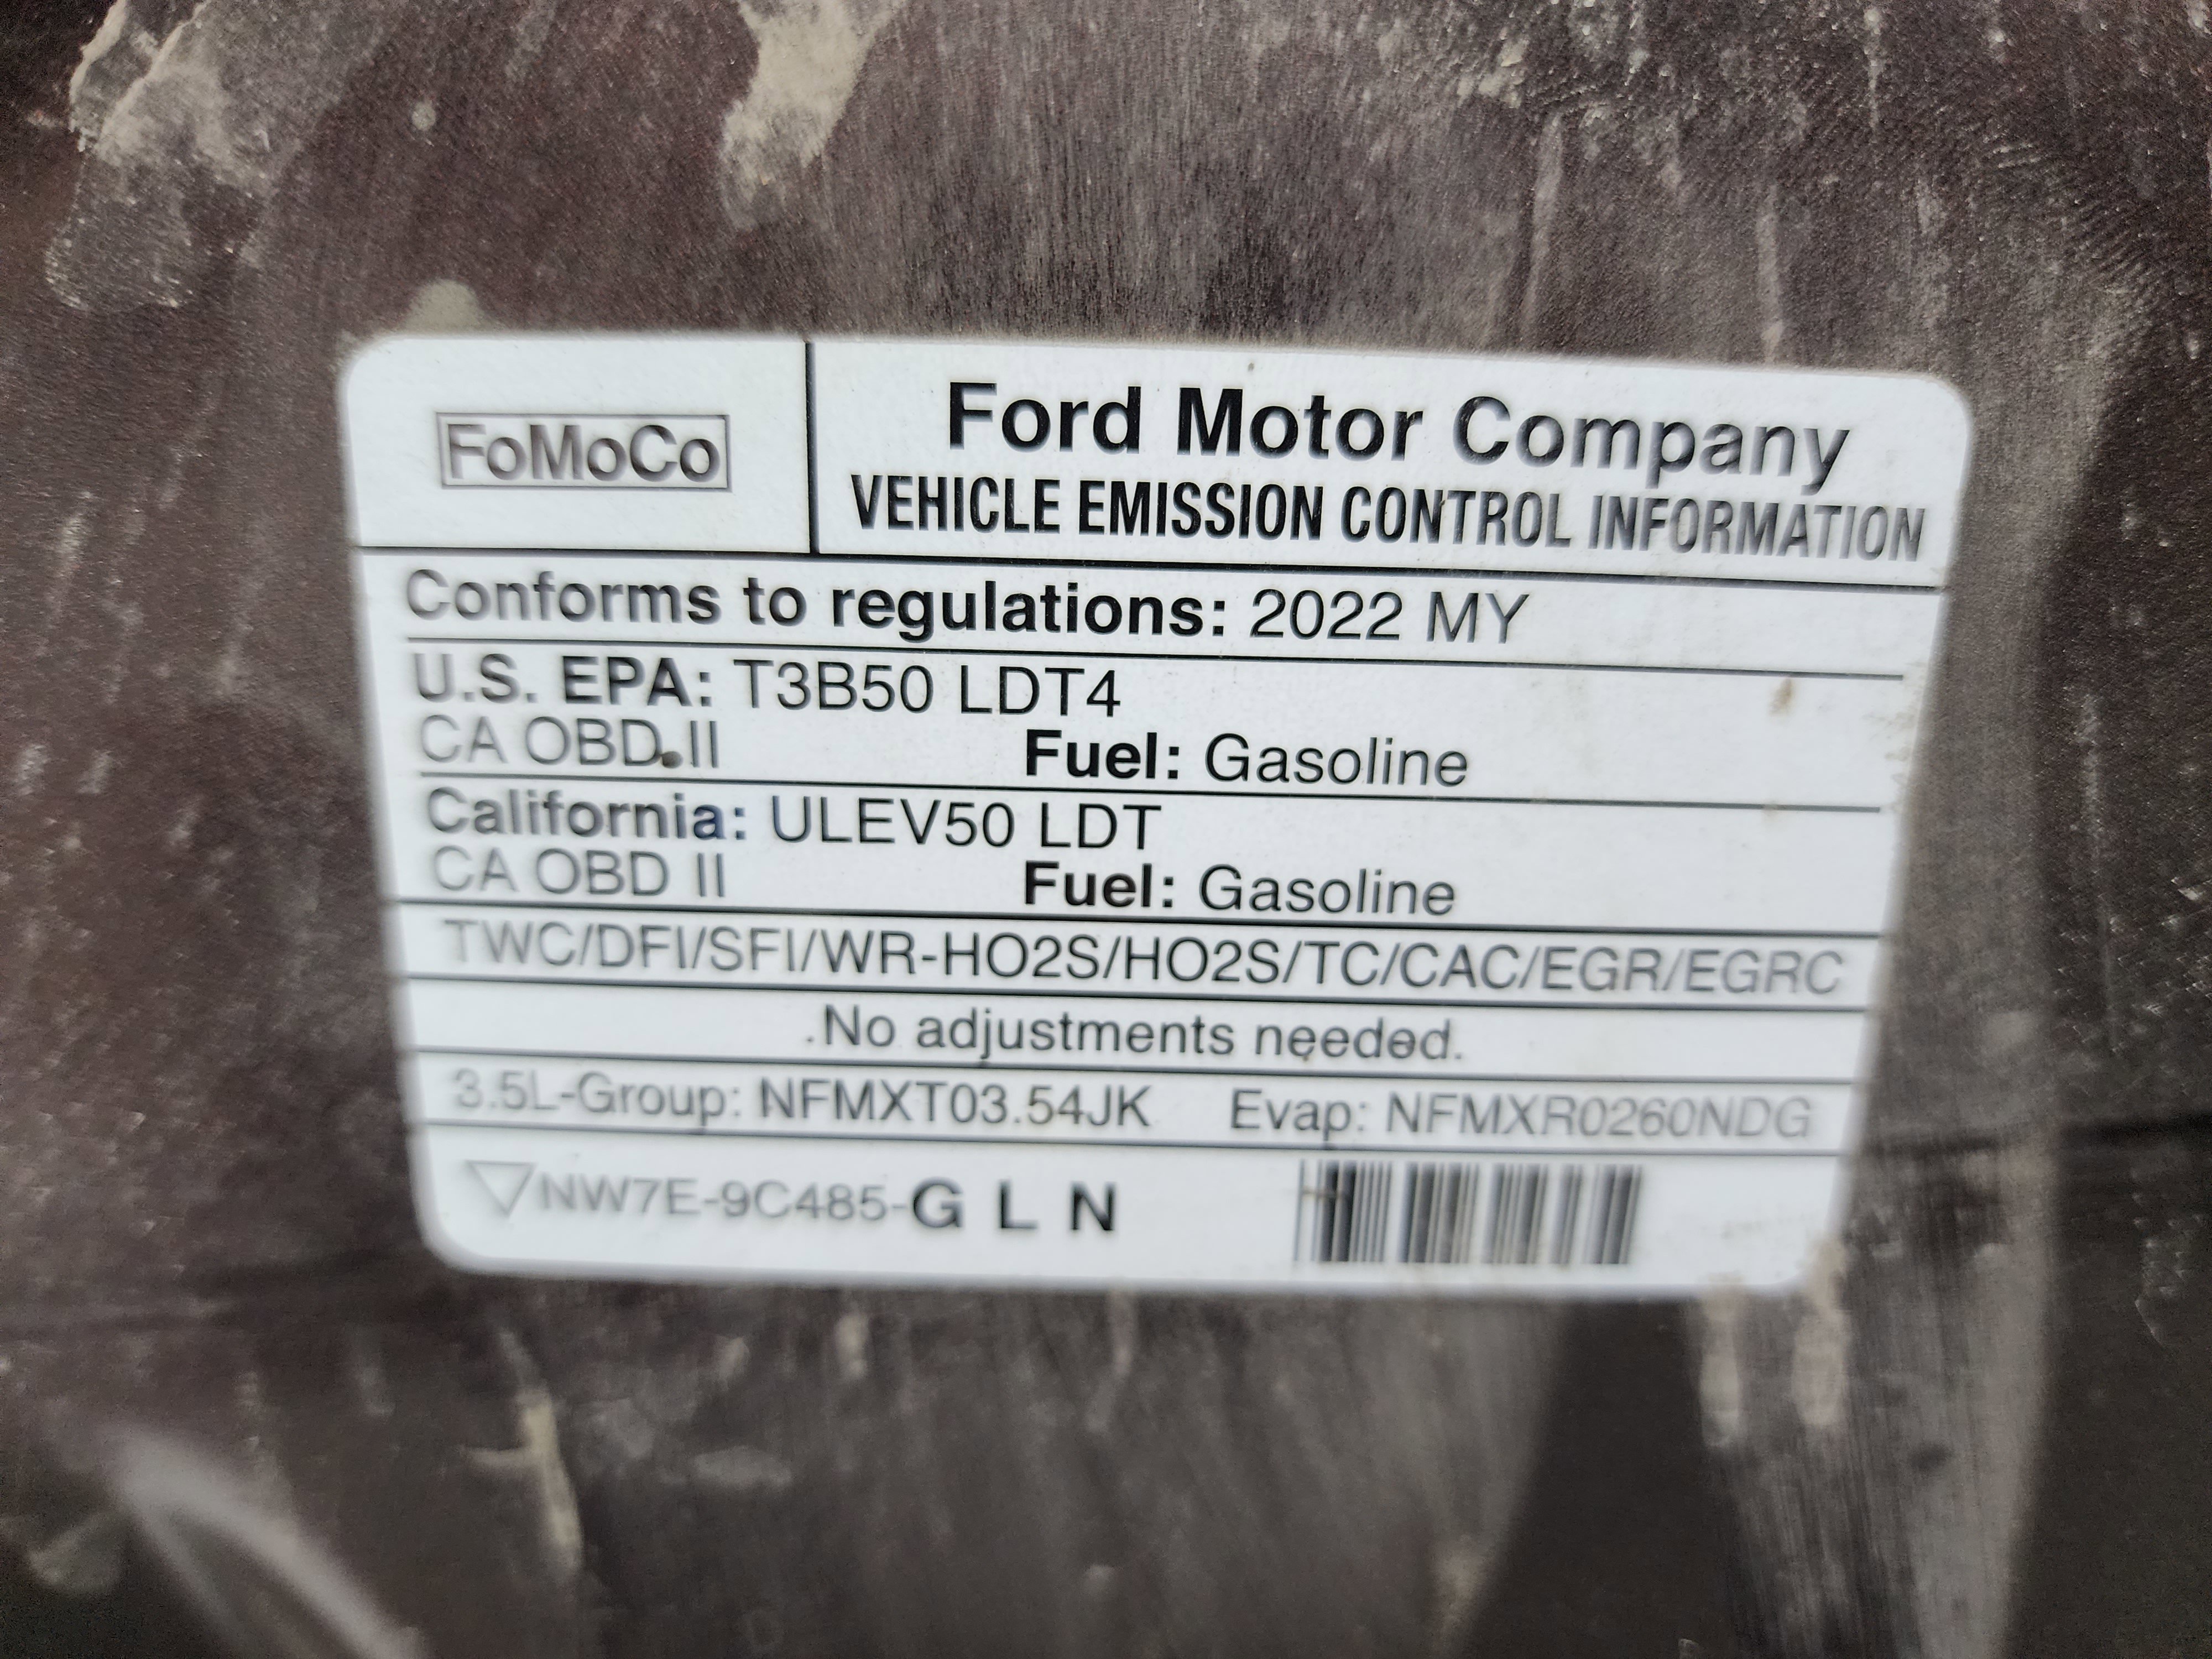 FoMoCo
Ford Motor Company
VEHICLE EMISSION CONTROL INFORMATION
Conforms to regulations: 2022 MY
U.S. EPA: T3B50 LDT4
CA OBD II Fuel: Gasoline
California: ULEV50 LDT
CA OBD II Fuel: Gasoline
TWC/DFI/SFI/WR-HO2S/HO2S/TC/CAC/EGR/EGRC
No adjustments needed.
3.5L-Group: NFMXT03.54JK Evap: NFMXR0260NDG
NW7E-9C485-G L N